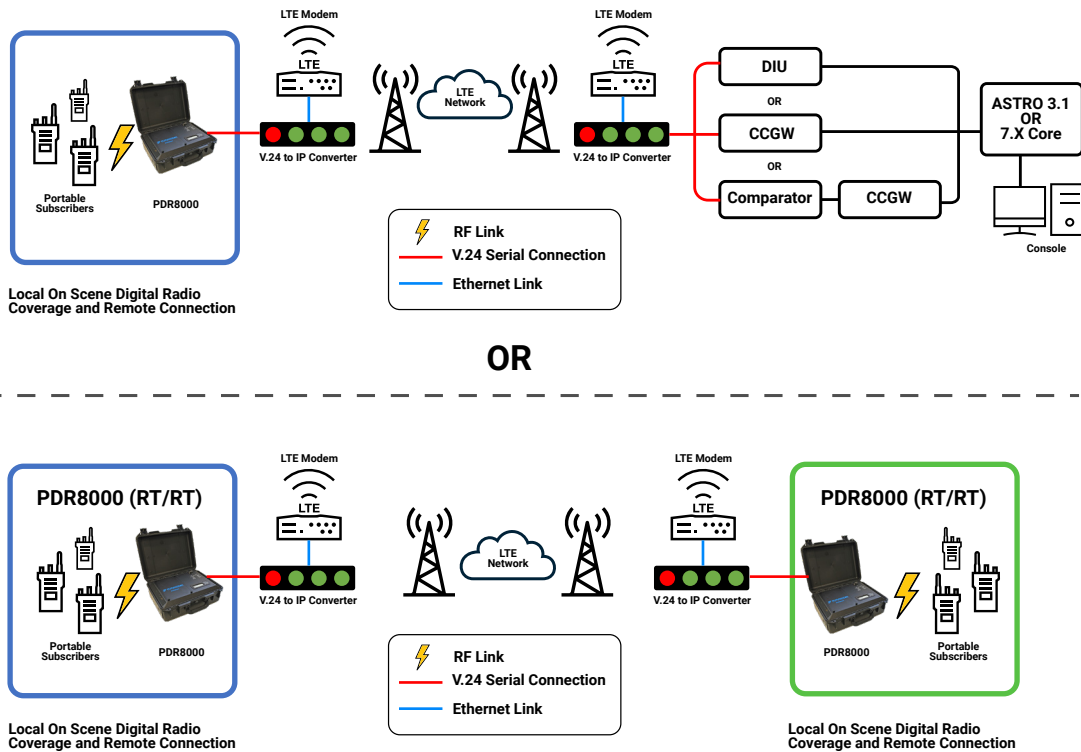 LTE Modem
LTE
LTE
Network
LTE Modem
LTE
V.24 to IP Converter
V.24 to IP Converter
Portable
Subscribers
PDR8000
DIU
OR
CCGW
OR
Comparator
CCGW
ASTRO 3.1
OR
7.X Core
Console
RF Link
V.24 Serial Connection
Ethernet Link
Local On Scene Digital Radio
Coverage and Remote Connection
OR
PDR8000 (RT/RT)
Portable
Subscribers
PDR8000
LTE Modem
LTE
V.24 to IP Converter
LTE
Network
LTE Modem
LTE
V.24 to IP Converter
PDR8000 (RT/RT)
PDR8000
Portable
Subscribers
RF Link
V.24 Serial Connection
Ethernet Link
Local On Scene Digital Radio
Coverage and Remote Connection
Local On Scene Digital Radio
Coverage and Remote Connection